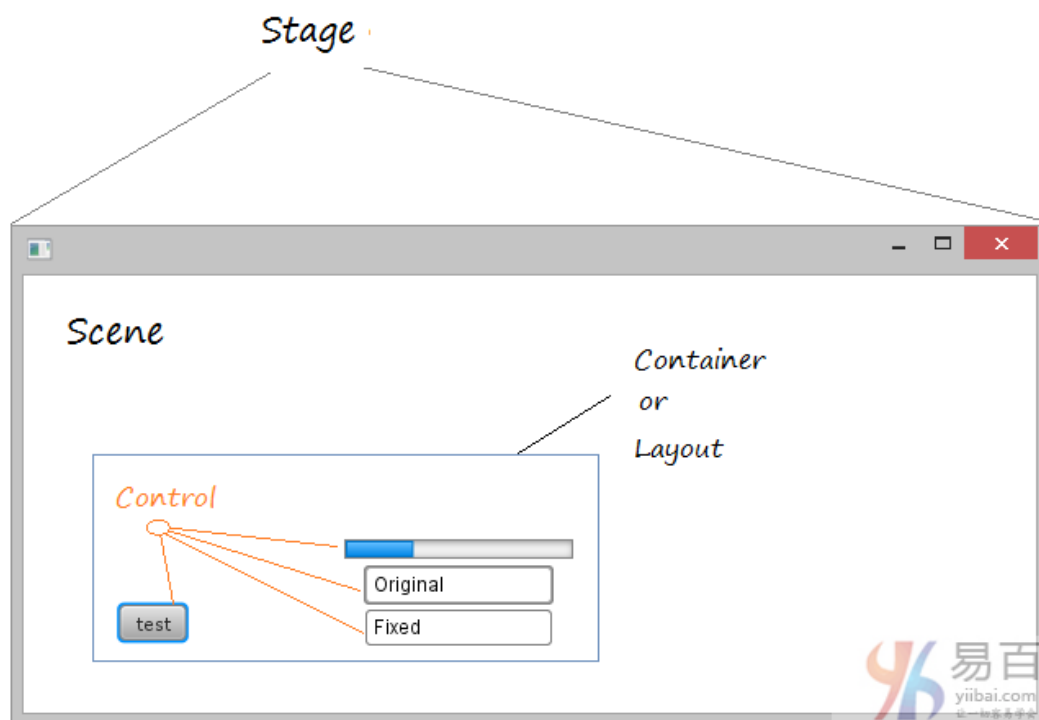 Stage
Scene
Container
or
Layout
Control
Original
test
Fixed
易百
yiibai.com